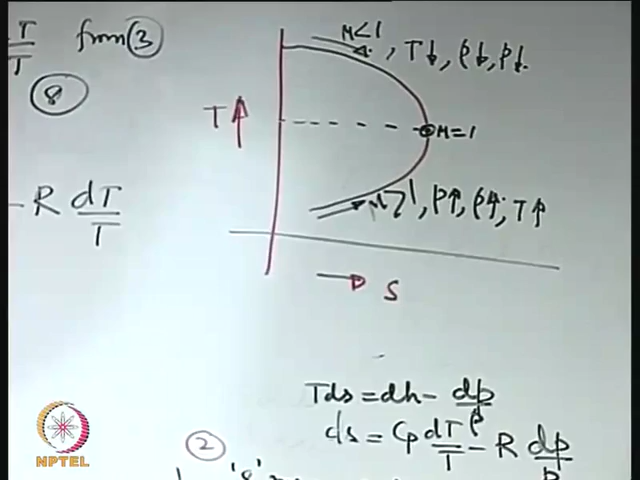 T/T from ③
⑧
- R dT/T
M<1, T↓, ρ↓, p↓.
T ↑
M=1
M>1, p↑, ρ↑, T↑
→ s
Tds = dh - dp/ρ
ds = Cp dT/T - R dp/p
②
's'
NPTEL